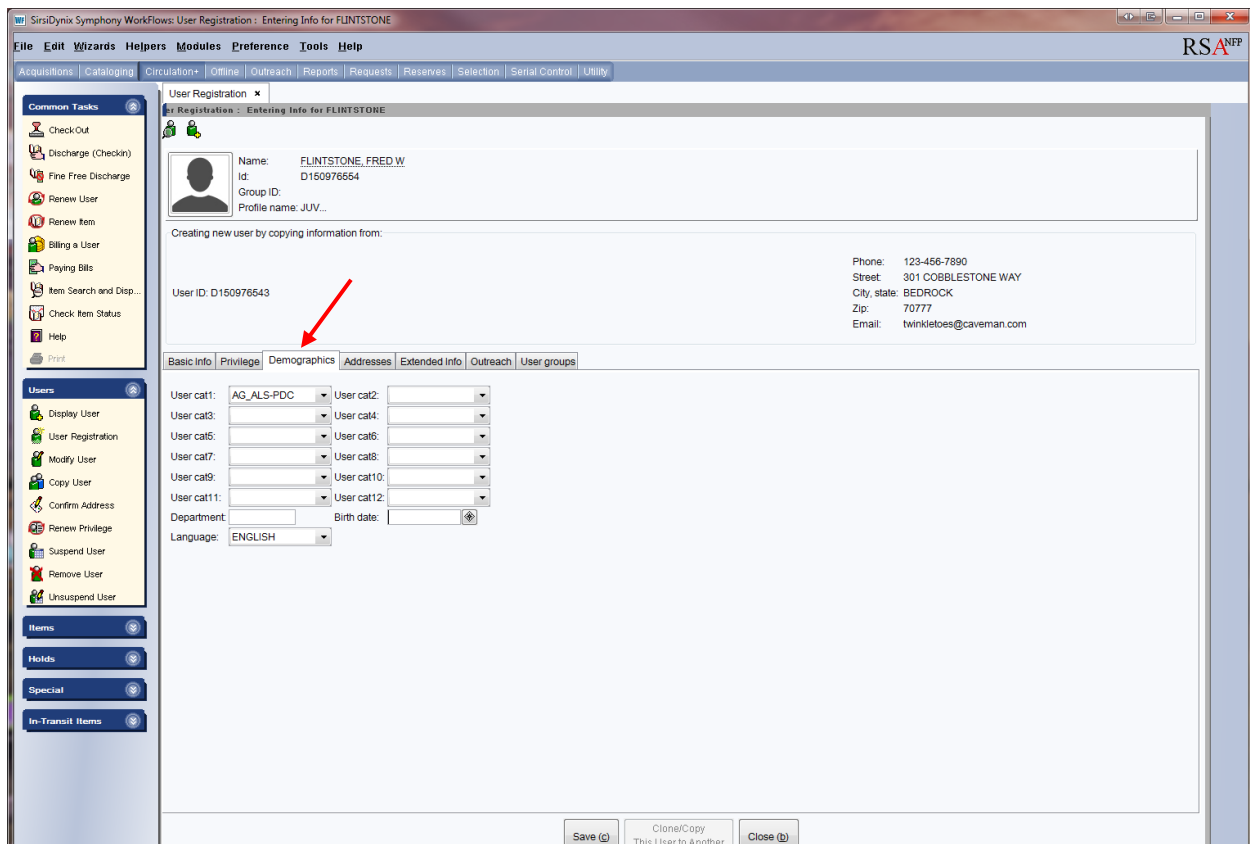 WF SirsiDynix Symphony WorkFlows: User Registration : Entering Info for FLINTSTONE
File Edit Wizards Helpers Modules Preference Tools Help
RSANFP
Acquisitions Cataloging Circulation+ Offline Outreach Reports Requests Reserves Selection Serial Control Utility
Common Tasks
CheckOut
Discharge (Checkin)
Fine Free Discharge
Renew User
Renew Item
Billing a User
Paying Bills
Item Search and Disp...
Check Item Status
Help
Print
Users
Display User
User Registration
Modify User
Copy User
Confirm Address
Renew Privilege
Suspend User
Remove User
Unsuspend User
Items
Holds
Special
In-Transit Items
User Registration ×
er Registration : Entering Info for FLINTSTONE
Name: FLINTSTONE, FRED W
Id: D150976554
Group ID:
Profile name: JUV...
Creating new user by copying information from:
User ID: D150976543
Phone: 123-456-7890
Street: 301 COBBLESTONE WAY
City, state: BEDROCK
Zip: 70777
Email: twinkletoes@caveman.com
Basic Info Privilege Demographics Addresses Extended Info Outreach User groups
User cat1: AG_ALS-PDC User cat2:
User cat3: User cat4:
User cat5: User cat6:
User cat7: User cat8:
User cat9: User cat10:
User cat11: User cat12:
Department: Birth date:
Language: ENGLISH
Save (c) Clone/Copy
This User to Another Close (b)